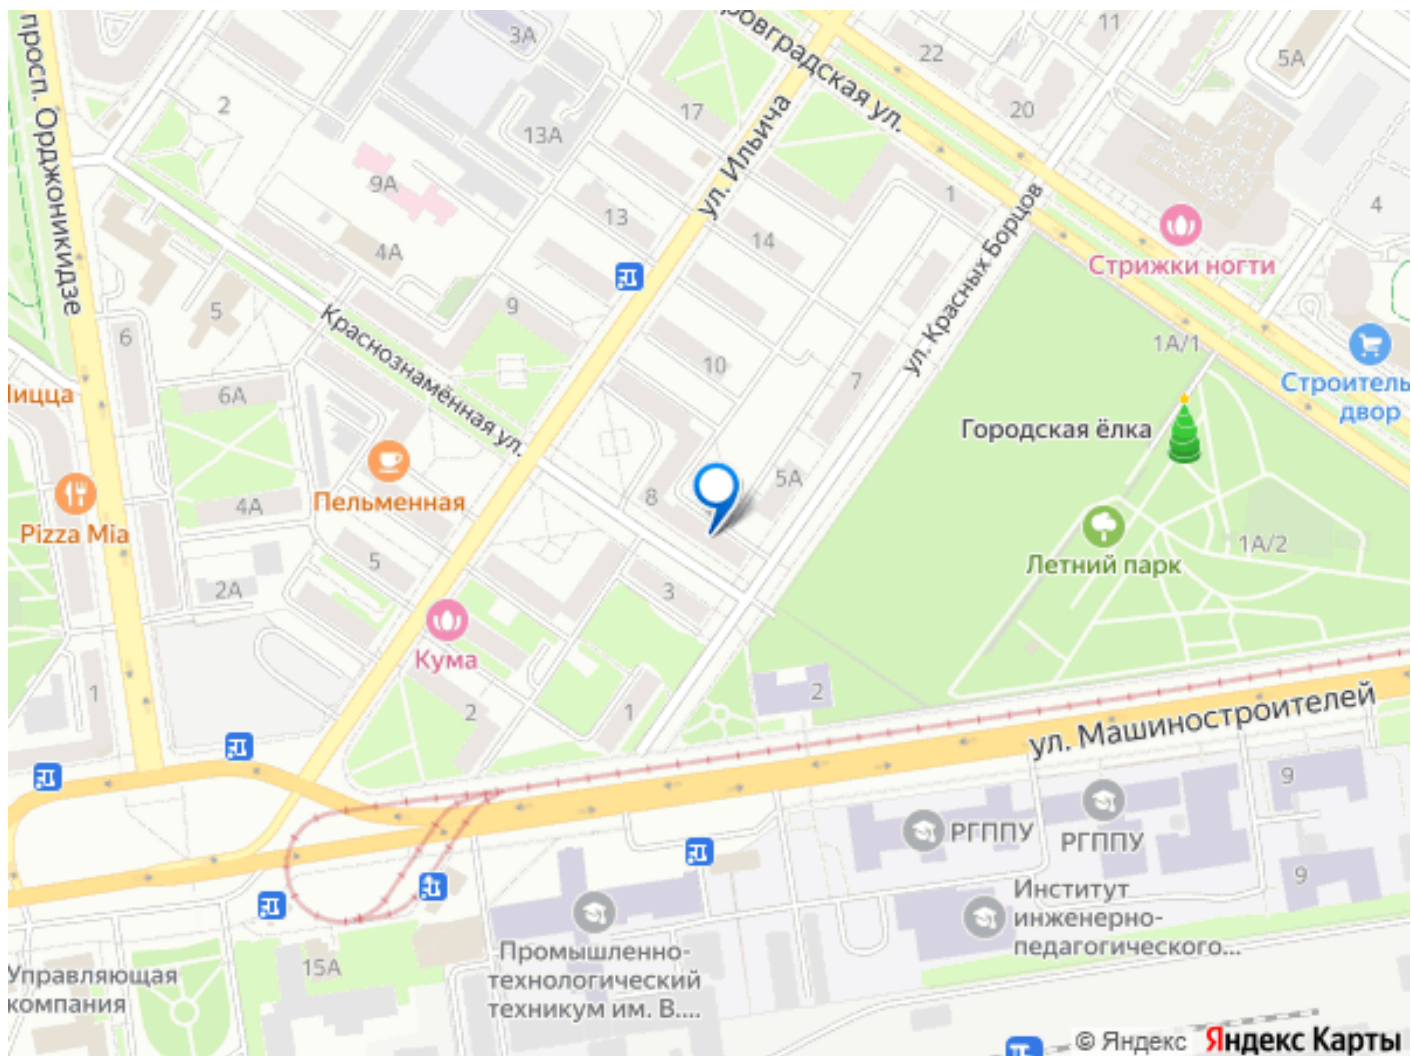 3А
22
11
5А
просп. Орджоникидзе
2
17
13А
ул. Ильича
ровградская ул.
20
9А
13
1
4
14
4А
ул. Красных Борцов
Стрижки ногти
5
9
6
Краснознамённая ул.
10
7
1А/1
6А
Строитель
двор
Городская ёлка
Пельменная
4А
8
5А
Pizza Mia
Летний парк
1А/2
5
2А
3
Кума
1
2
1
2
ул. Машиностроителей
9
РГППУ
РГППУ
9
Институт
инженерно-
педагогического...
15А
Промышленно-
технологический
техникум им. В....
Управляющая
компания
© Яндекс Яндекс Карты